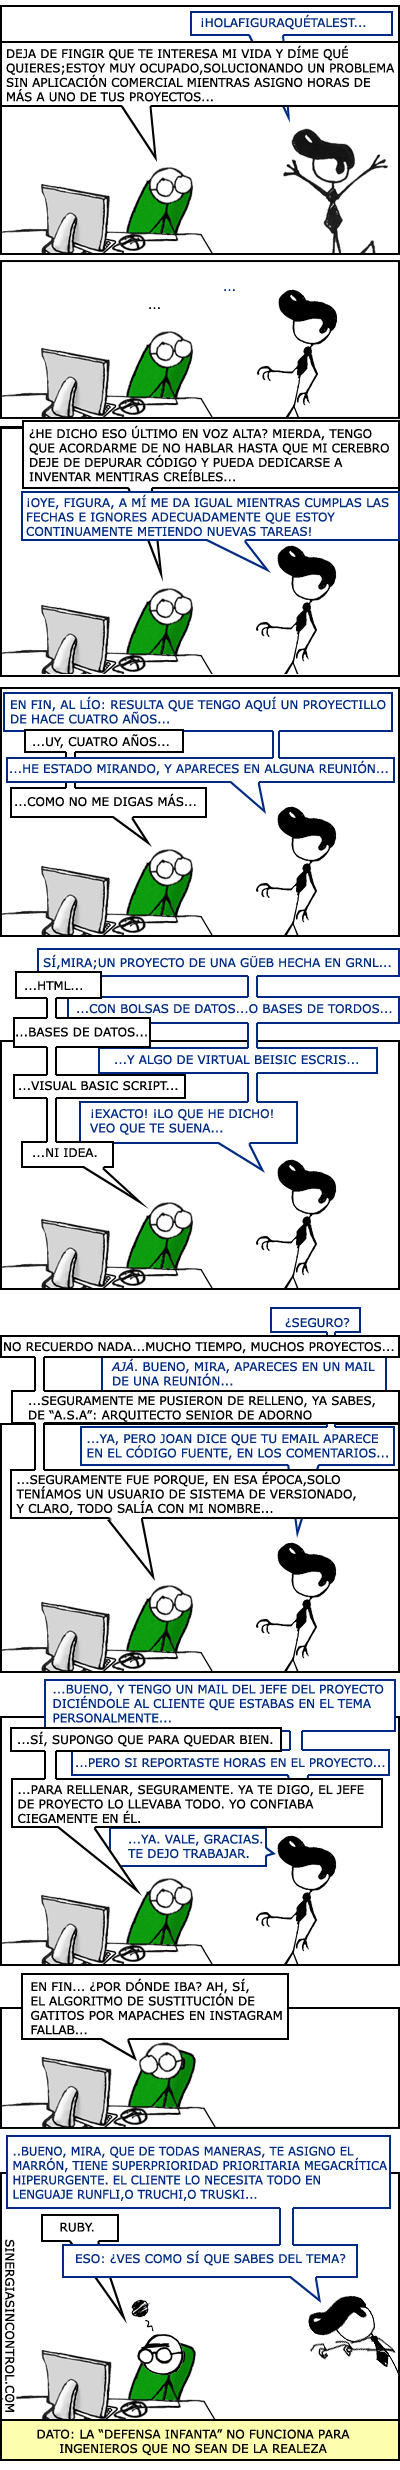 ¡HOLAFIGURAQUÉTALEST...
DEJA DE FINGIR QUE TE INTERESA MI VIDA Y DÍME QUÉ
QUIERES;ESTOY MUY OCUPADO,SOLUCIONANDO UN PROBLEMA
SIN APLICACIÓN COMERCIAL MIENTRAS ASIGNO HORAS DE
MÁS A UNO DE TUS PROYECTOS...
...
...
¿HE DICHO ESO ÚLTIMO EN VOZ ALTA? MIERDA, TENGO
QUE ACORDARME DE NO HABLAR HASTA QUE MI CEREBRO
DEJE DE DEPURAR CÓDIGO Y PUEDA DEDICARSE A
INVENTAR MENTIRAS CREÍBLES...
¡OYE, FIGURA, A MÍ ME DA IGUAL MIENTRAS CUMPLAS LAS
FECHAS E IGNORES ADECUADAMENTE QUE ESTOY
CONTINUAMENTE METIENDO NUEVAS TAREAS!
EN FIN, AL LÍO: RESULTA QUE TENGO AQUÍ UN PROYECTILLO
DE HACE CUATRO AÑOS...
...UY, CUATRO AÑOS...
...HE ESTADO MIRANDO, Y APARECES EN ALGUNA REUNIÓN...
...COMO NO ME DIGAS MÁS...
SÍ,MIRA;UN PROYECTO DE UNA GÜEB HECHA EN GRNL...
...HTML...
...CON BOLSAS DE DATOS...O BASES DE TORDOS...
...BASES DE DATOS...
...Y ALGO DE VIRTUAL BEISIC ESCRIS...
...VISUAL BASIC SCRIPT...
¡EXACTO! ¡LO QUE HE DICHO!
VEO QUE TE SUENA...
...NI IDEA.
¿SEGURO?
NO RECUERDO NADA...MUCHO TIEMPO, MUCHOS PROYECTOS...
AJÁ. BUENO, MIRA, APARECES EN UN MAIL
DE UNA REUNIÓN...
...SEGURAMENTE ME PUSIERON DE RELLENO, YA SABES,
DE “A.S.A”: ARQUITECTO SENIOR DE ADORNO
...YA, PERO JOAN DICE QUE TU EMAIL APARECE
EN EL CÓDIGO FUENTE, EN LOS COMENTARIOS...
...SEGURAMENTE FUE PORQUE, EN ESA ÉPOCA,SOLO
TENÍAMOS UN USUARIO DE SISTEMA DE VERSIONADO,
Y CLARO, TODO SALÍA CON MI NOMBRE...
...BUENO, Y TENGO UN MAIL DEL JEFE DEL PROYECTO
DICIÉNDOLE AL CLIENTE QUE ESTABAS EN EL TEMA
PERSONALMENTE...
...SÍ, SUPONGO QUE PARA QUEDAR BIEN.
...PERO SI REPORTASTE HORAS EN EL PROYECTO...
...PARA RELLENAR, SEGURAMENTE. YA TE DIGO, EL JEFE
DE PROYECTO LO LLEVABA TODO. YO CONFIABA
CIEGAMENTE EN ÉL.
...YA. VALE, GRACIAS.
TE DEJO TRABAJAR.
EN FIN... ¿POR DÓNDE IBA? AH, SÍ,
EL ALGORITMO DE SUSTITUCIÓN DE
GATITOS POR MAPACHES EN INSTAGRAM
FALLAB...
..BUENO, MIRA, QUE DE TODAS MANERAS, TE ASIGNO EL
MARRÓN, TIENE SUPERPRIORIDAD PRIORITARIA MEGACRÍTICA
HIPERURGENTE. EL CLIENTE LO NECESITA TODO EN
LENGUAJE RUNFLI,O TRUCHI,O TRUSKI...
RUBY.
ESO: ¿VES COMO SÍ QUE SABES DEL TEMA?
SINERGIASINCONTROL.COM
DATO: LA “DEFENSA INFANTA” NO FUNCIONA PARA
INGENIEROS QUE NO SEAN DE LA REALEZA